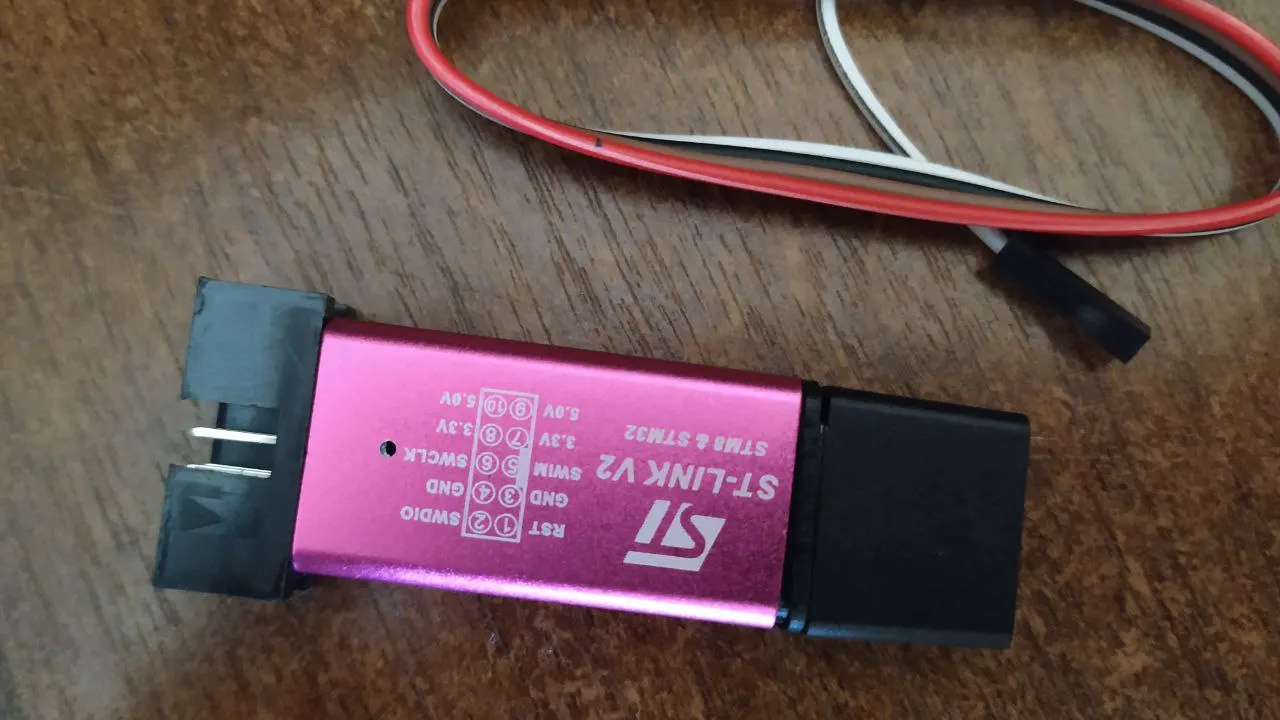 ST
ST-LINK V2
STM8 & STM32
RST ① ② SWDIO
GND ③ ④ GND
SWIM ⑤ ⑥ SWCLK
3.3V ⑦ ⑧ 3.3V
5.0V ⑨ ⑩ 5.0V